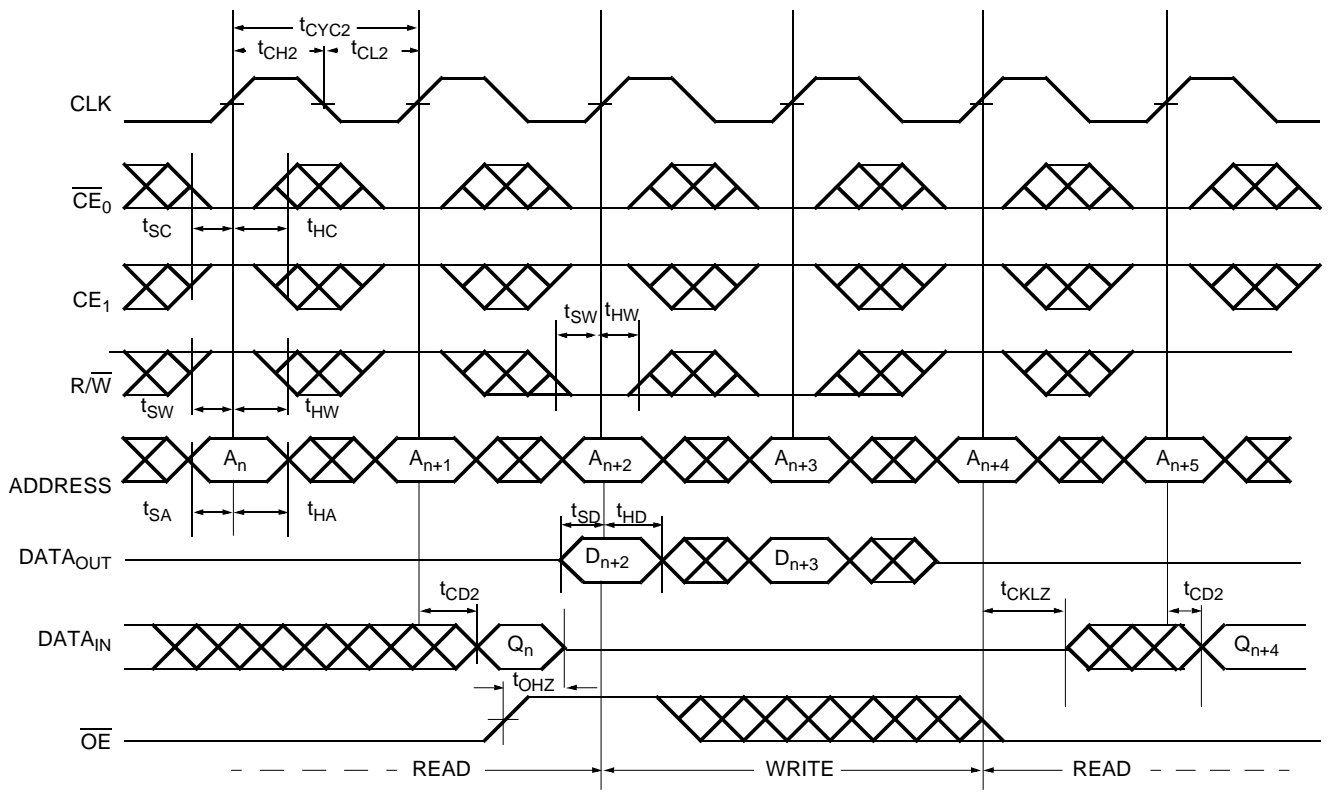 tCYC2
tCH2 tCL2
CLK
CE0
tSC tHC
CE1
tSW tHW
R/W
tSW tHW
An An+1 An+2 An+3 An+4 An+5
ADDRESS
tSA tHA tSD tHD
DATAOUT Dn+2 Dn+3
tCD2 tCKLZ tCD2
DATAIN Qn Qn+4
tOHZ
OE
READ WRITE READ